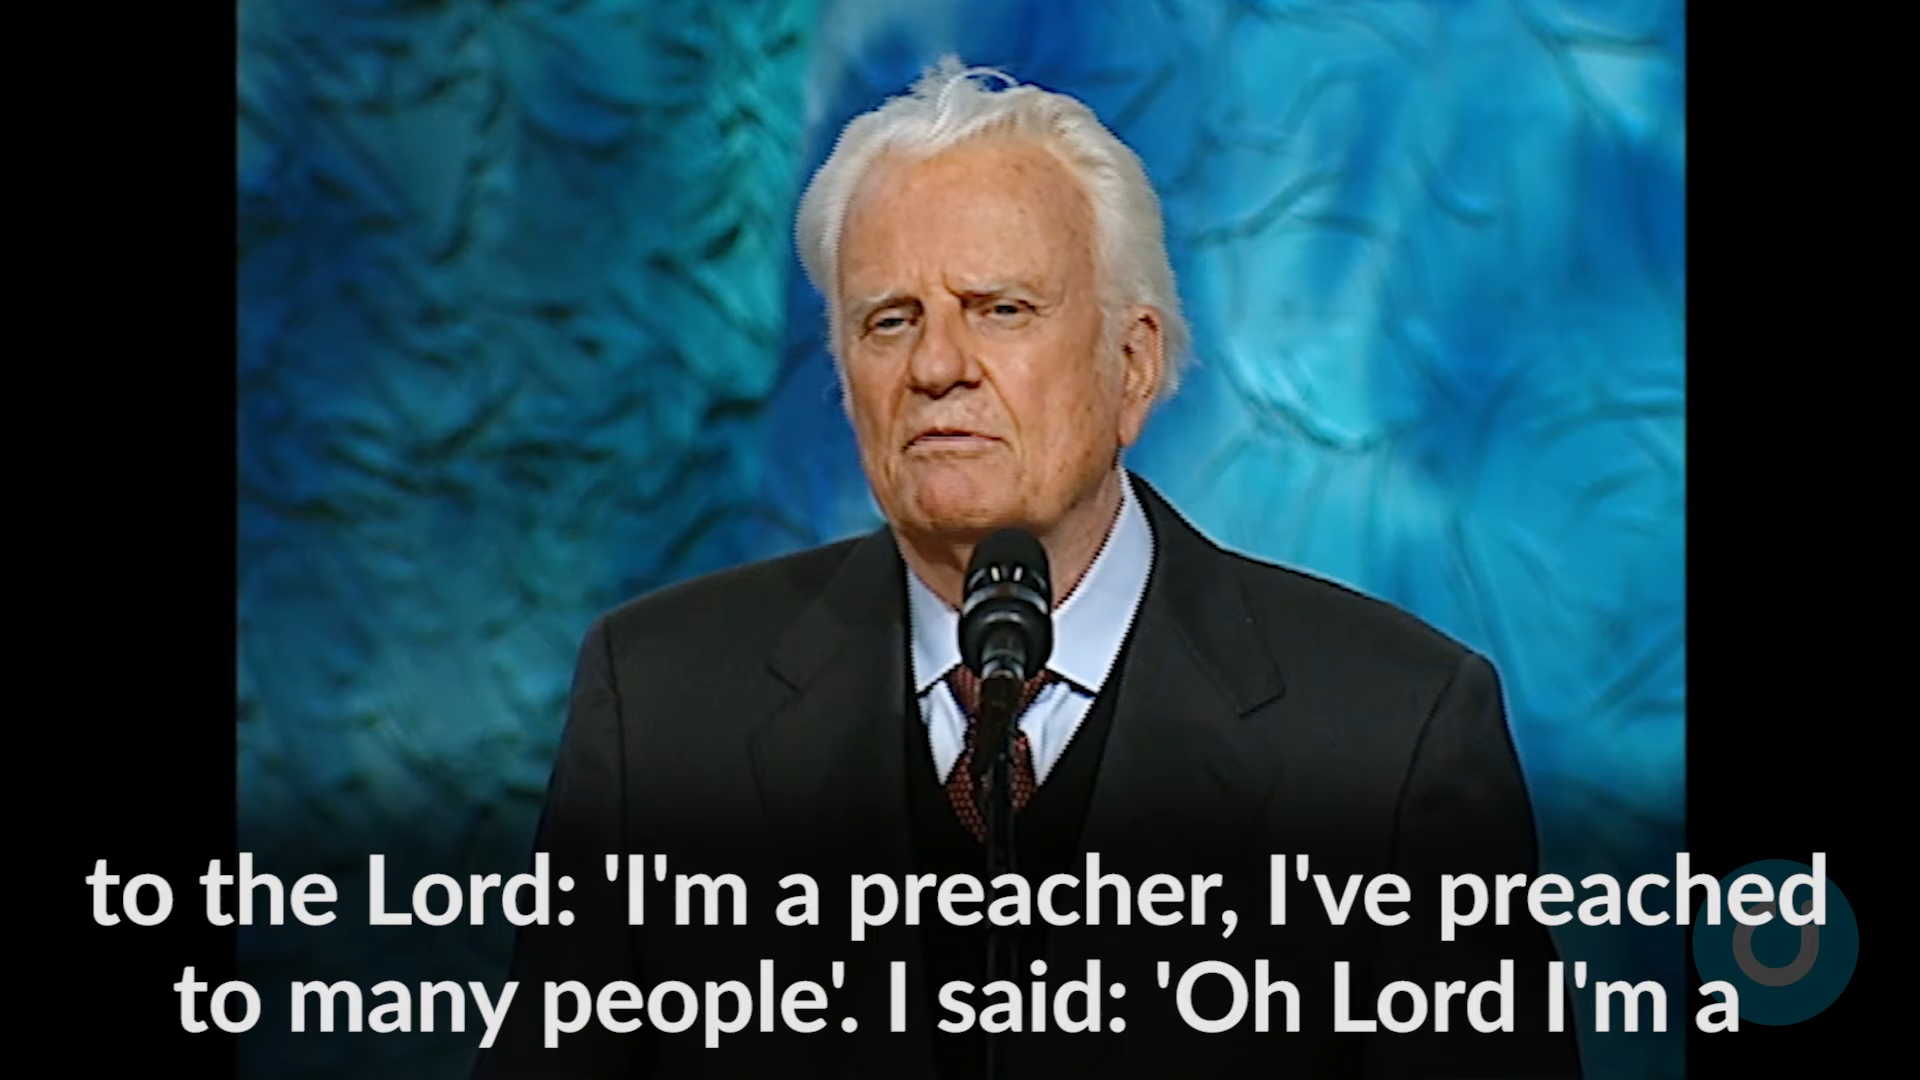 to the Lord: 'I'm a preacher, I've preached
to many people'. I said: 'Oh Lord I'm a